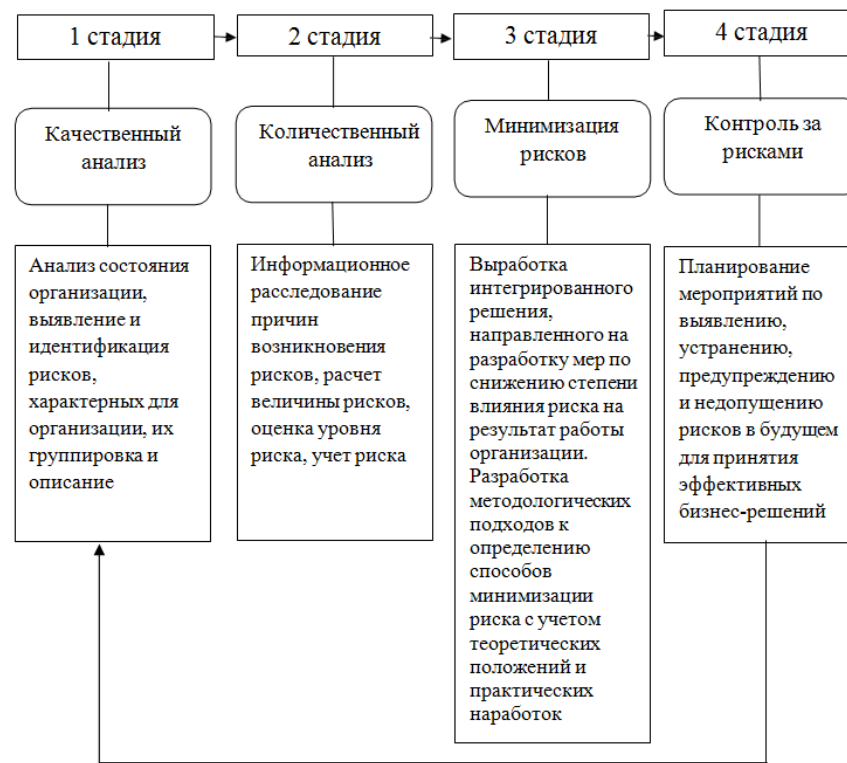 1 стадия
2 стадия
3 стадия
4 стадия
Качественный
анализ
Количественный
анализ
Минимизация
рисков
Контроль за
рисками
Анализ состояния
организации,
выявление и
идентификация
рисков,
характерных для
организации, их
группировка и
описание
Информационное
расследование
причин
возникновения
рисков, расчет
величины рисков,
оценка уровня
риска, учет риска
Выработка
интегрированного
решения,
направленного на
разработку мер по
снижению степени
влияния риска на
результат работы
организации.
Разработка
методологических
подходов к
определению
способов
минимизации
риска с учетом
теоретических
положений и
практических
наработок
Планирование
мероприятий по
выявлению,
устранению,
предупреждению
и недопущению
рисков в будущем
для принятия
эффективных
бизнес-решений